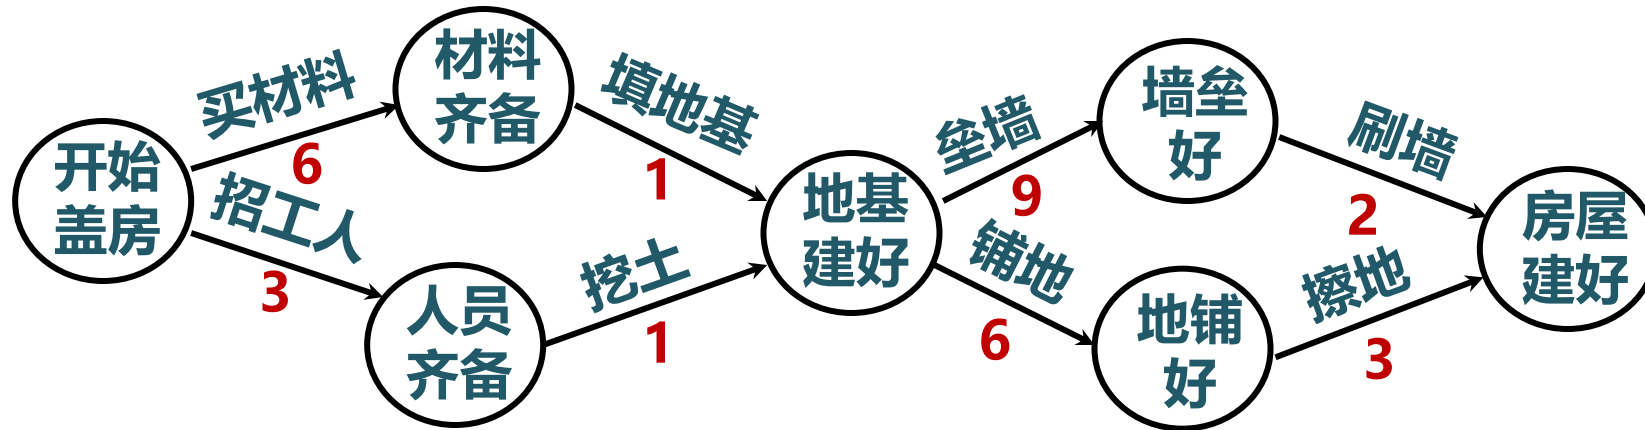 开始
盖房
买材料
6
招工人
3
材料
齐备
人员
齐备
填地基
1
挖土
1
地基
建好
垒墙
9
铺地
6
墙垒
好
地铺
好
刷墙
2
擦地
3
房屋
建好